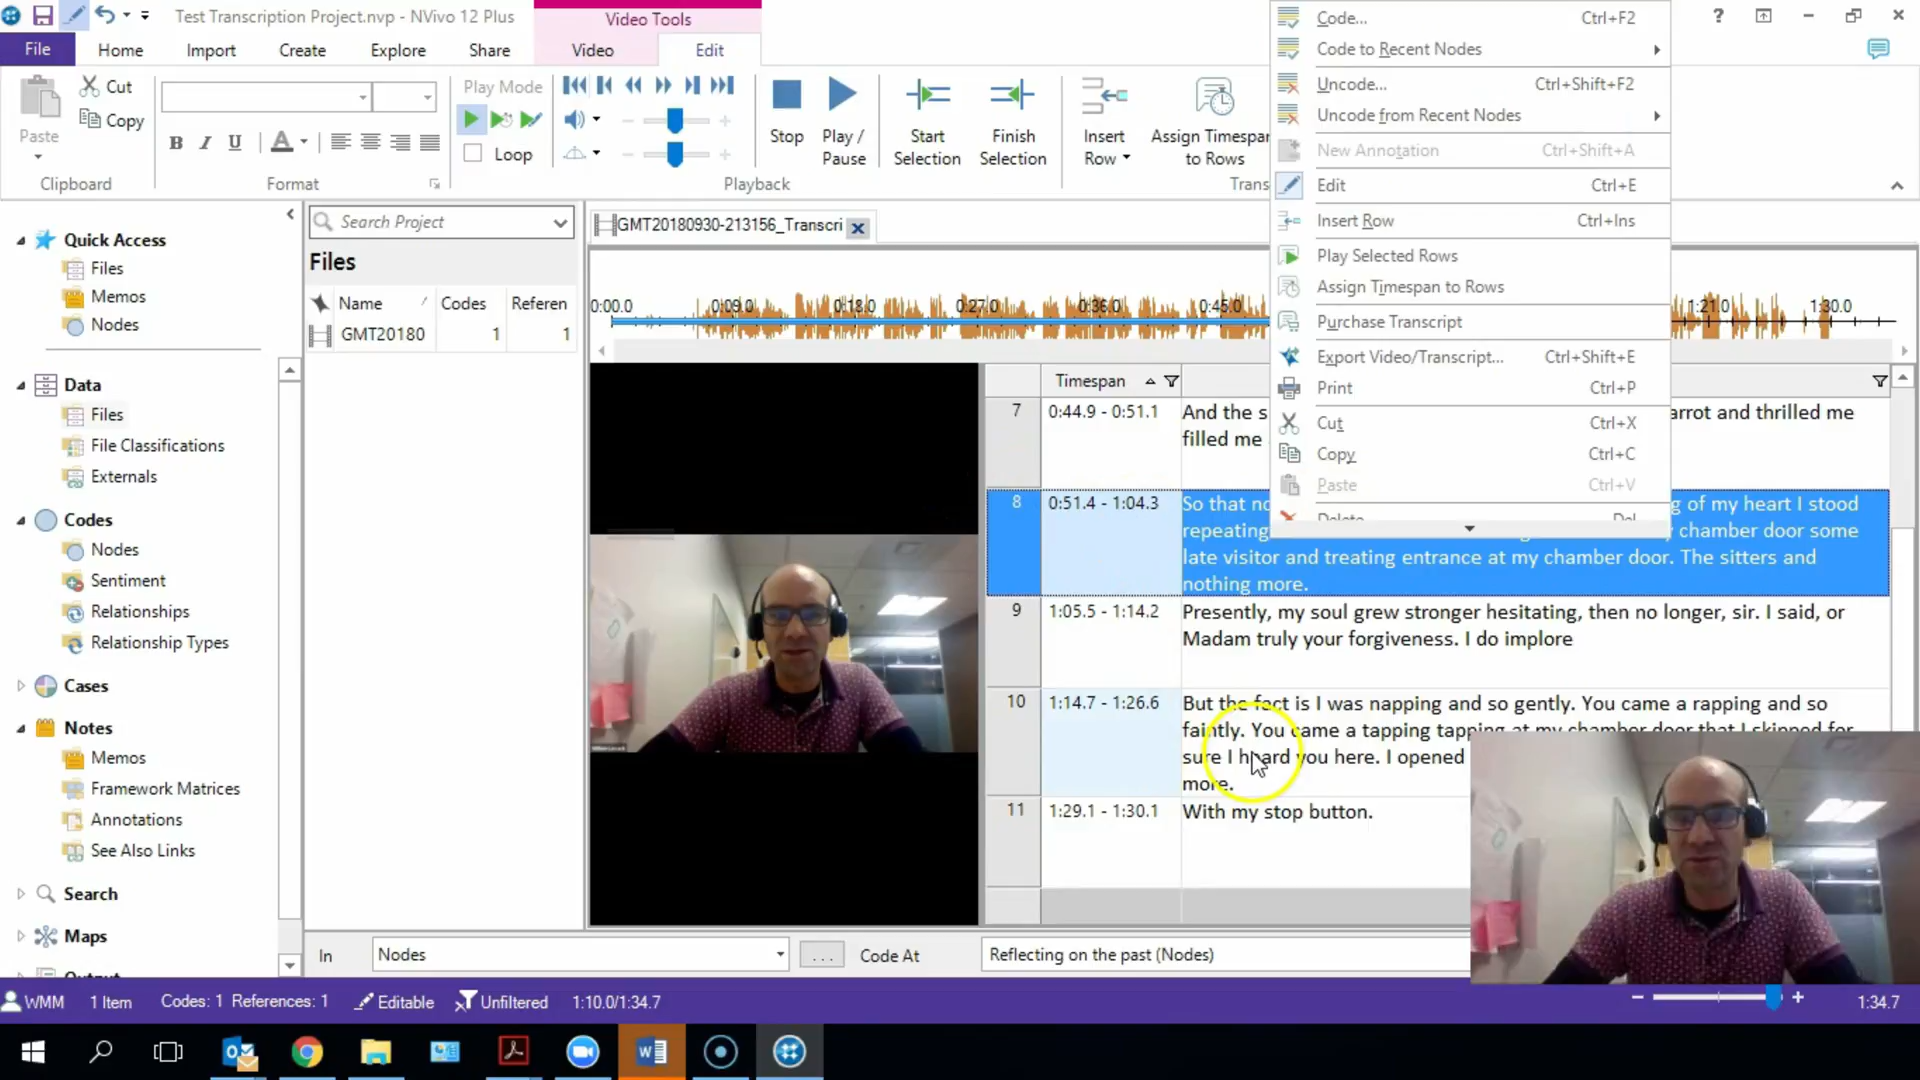 Test Transcription Project.nvp - NVivo 12 Plus
Video Tools
File Home Import Create Explore Share Video Edit
Paste
Cut
Copy
Clipboard
B I U A
Format
Play Mode
Loop
Stop
Play / Pause
Playback
Start Selection
Finish Selection
Insert Row
Assign Timespan to Rows
Code... Ctrl+F2
Code to Recent Nodes
Uncode... Ctrl+Shift+F2
Uncode from Recent Nodes
New Annotation Ctrl+Shift+A
Edit Ctrl+E
Insert Row Ctrl+Ins
Play Selected Rows
Assign Timespan to Rows
Purchase Transcript
Export Video/Transcript... Ctrl+Shift+E
Print Ctrl+P
Cut Ctrl+X
Copy Ctrl+C
Paste Ctrl+V
Delete Del
Quick Access
Files
Memos
Nodes
Data
Files
File Classifications
Externals
Codes
Nodes
Sentiment
Relationships
Relationship Types
Cases
Notes
Memos
Framework Matrices
Annotations
See Also Links
Search
Maps
Output
Search Project
Files
Name Codes Referen
GMT20180 1 1
GMT20180930-213156_Transcri
0:00.0 0:09.0 0:18.0 0:27.0 0:36.0 0:45.0 1:21.0 1:30.0
Timespan
7 0:44.9 - 0:51.1 And the s arrot and thrilled me
filled me
8 0:51.4 - 1:04.3 So that no g of my heart I stood
repeating chamber door some
late visitor and treating entrance at my chamber door. The sitters and
nothing more.
9 1:05.5 - 1:14.2 Presently, my soul grew stronger hesitating, then no longer, sir. I said, or
Madam truly your forgiveness. I do implore
10 1:14.7 - 1:26.6 But the fact is I was napping and so gently. You came a rapping and so
faintly. You came a tapping tapping at my chamber door that I skipped for
sure I heard you here. I opened
more.
11 1:29.1 - 1:30.1 With my stop button.
In Nodes ... Code At Reflecting on the past (Nodes)
WMM 1 Item Codes: 1 References: 1 Editable Unfiltered 1:10.0/1:34.7 1:34.7